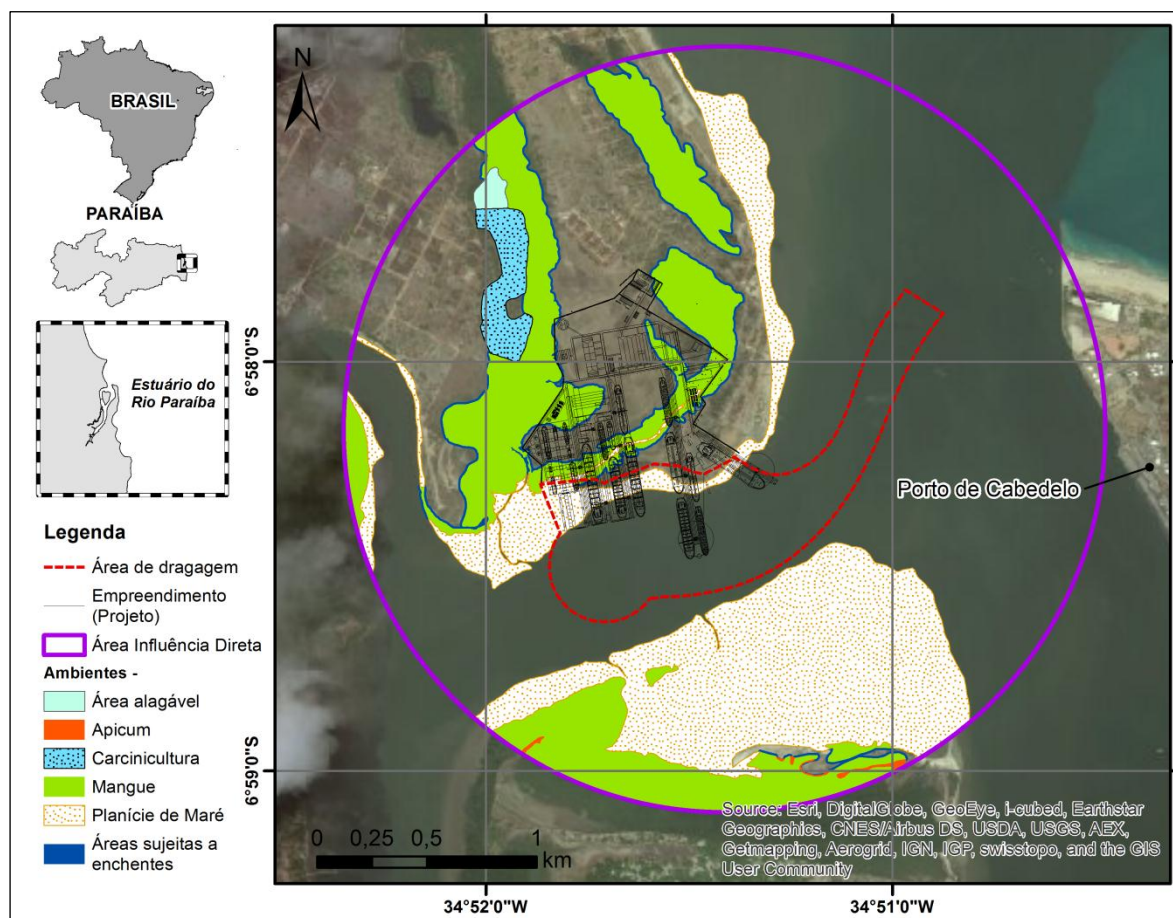 BRASIL
PARAÍBA
Estuário do
Rio Paraíba
Legenda
Área de dragagem
Empreendimento
(Projeto)
Área Influência Direta
Ambientes -
Área alagável
Apicum
Carcinicultura
Mangue
Planície de Maré
Áreas sujeitas a
enchentes
N
6°58'0"S
6°59'0"S
Porto de Cabedelo
0 0,25 0,5 1
km
Source: Esri, DigitalGlobe, GeoEye, i-cubed, Earthstar
Geographics, CNES/Airbus DS, USDA, USGS, AEX,
Getmapping, Aerogrid, IGN, IGP, swisstopo, and the GIS
User Community
34°52'0"W
34°51'0"W